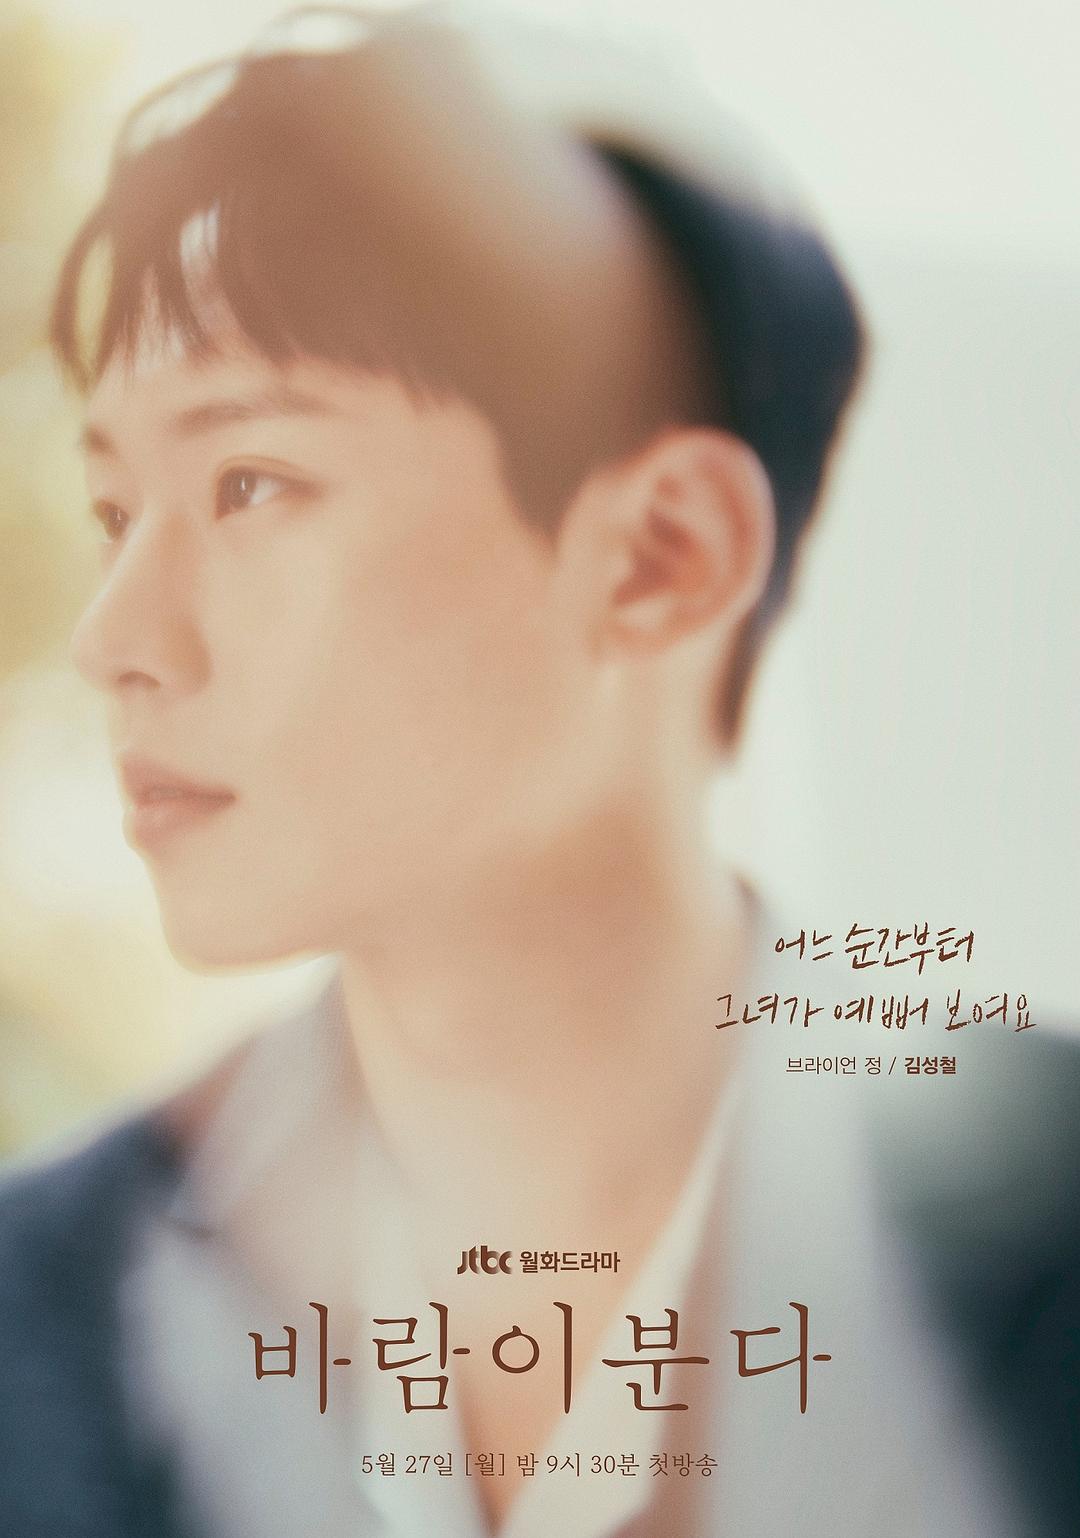 어느 순간부터
그녀가 예뻐 보여요
브라이언 정 / 김성철
jtbc 월화드라마
바람이분다
5월 27일 [월] 밤 9시 30분 첫방송